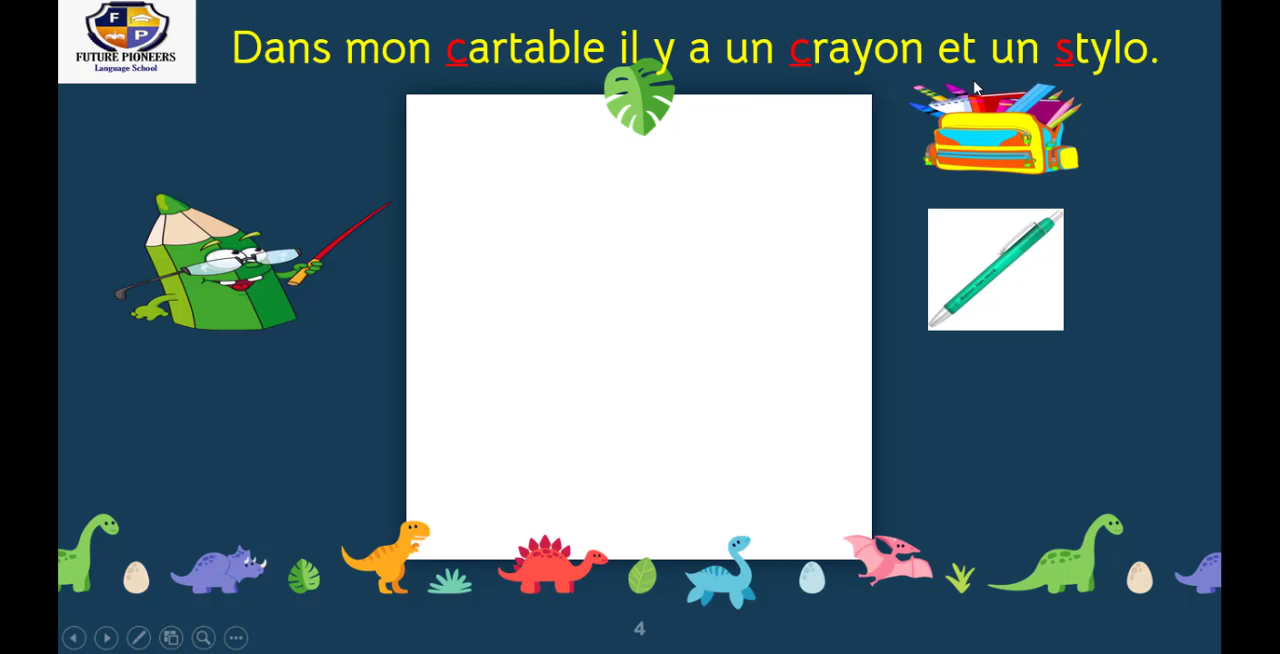 F
P
FUTURE PIONEERS
Language School
Dans mon cartable il y a un crayon et un stylo.
4